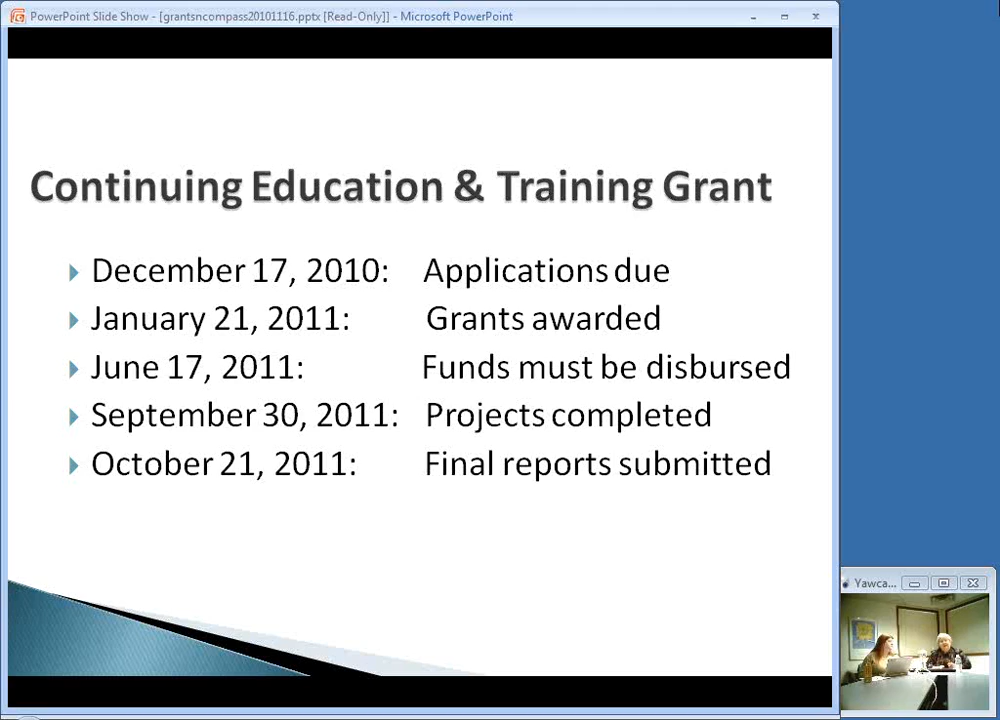 PowerPoint Slide Show - [grantsncompass20101116.pptx [Read-Only]] - Microsoft PowerPoint
Continuing Education & Training Grant
December 17, 2010: Applications due
January 21, 2011: Grants awarded
June 17, 2011: Funds must be disbursed
September 30, 2011: Projects completed
October 21, 2011: Final reports submitted
Yawca...